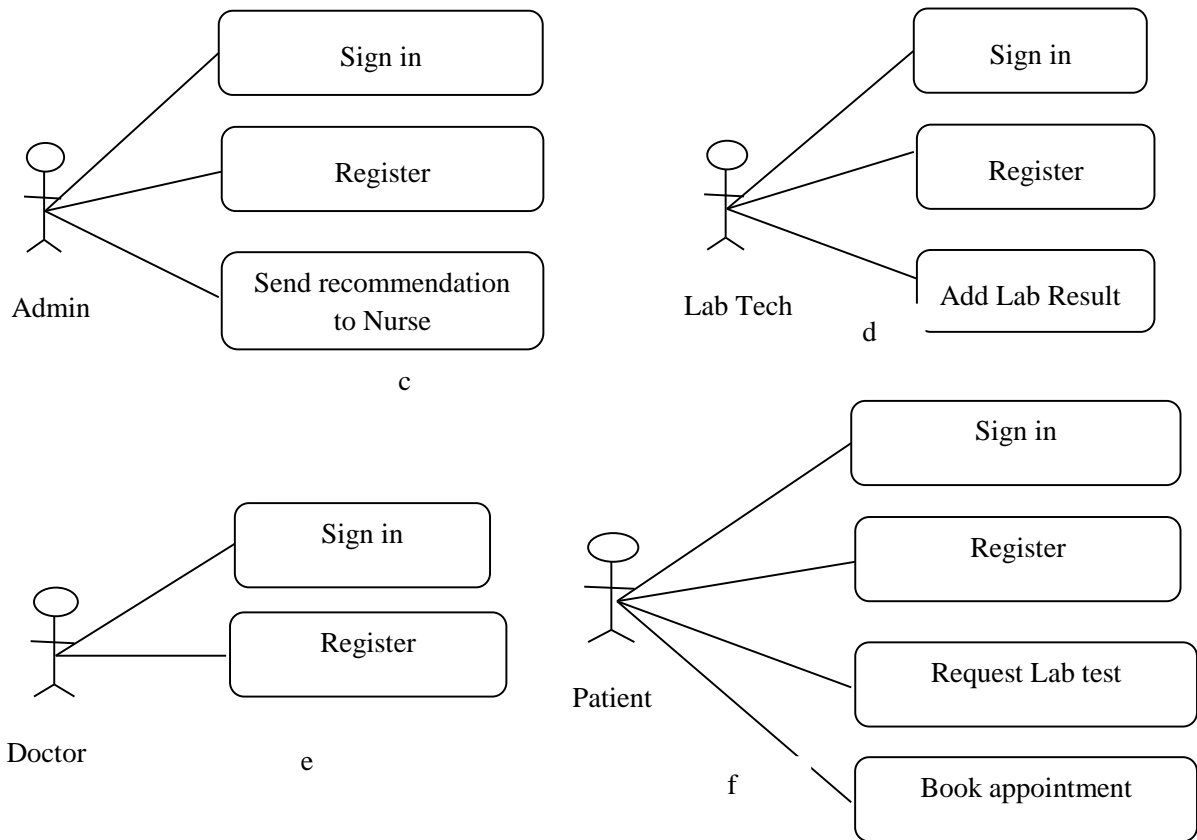 Sign in
Register
Send recommendation
to Nurse
Admin
c
Sign in
Register
Add Lab Result
Lab Tech
d
Sign in
Register
Doctor
e
Sign in
Register
Request Lab test
Book appointment
Patient
f